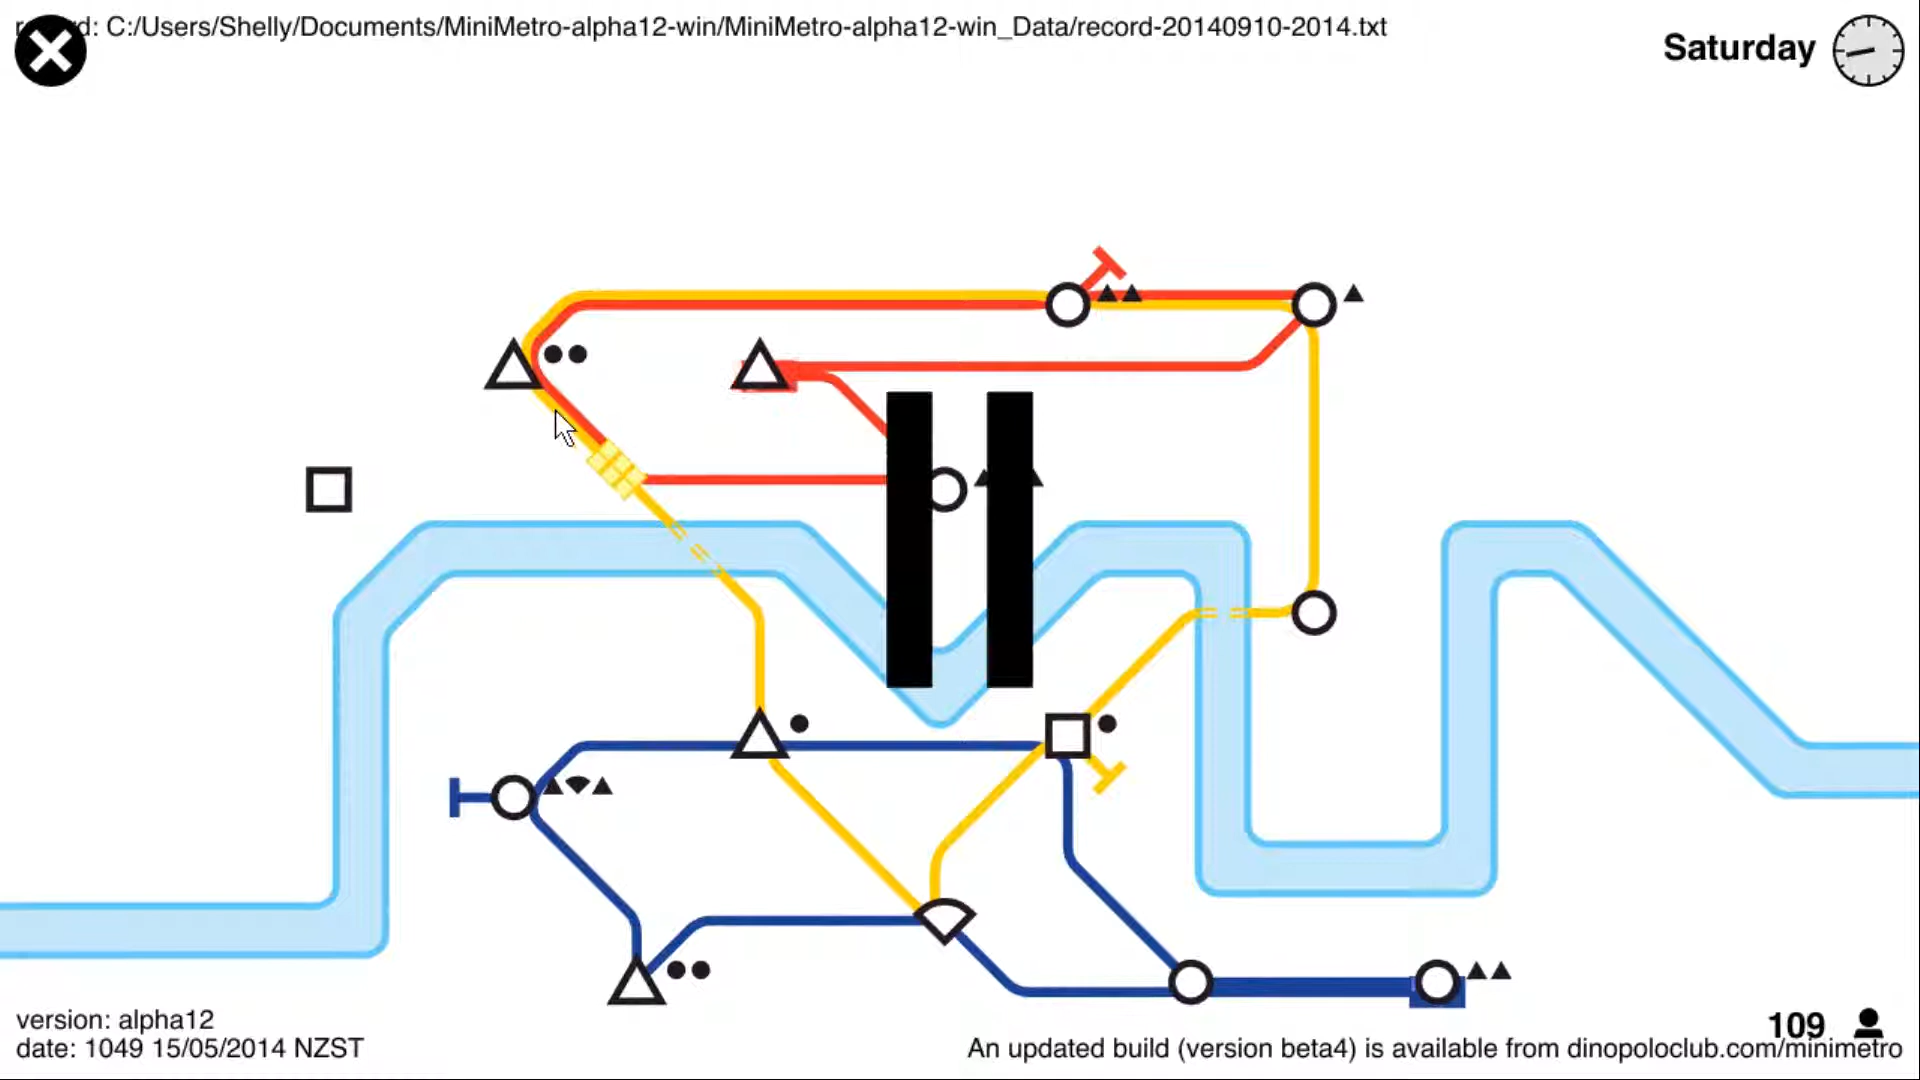 d: C:/Users/Shelly/Documents/MiniMetro-alpha12-win/MiniMetro-alpha12-win_Data/record-20140910-2014.txt
Saturday
109
version: alpha12
date: 1049 15/05/2014 NZST
An updated build (version beta4) is available from dinopoloclub.com/minimetro